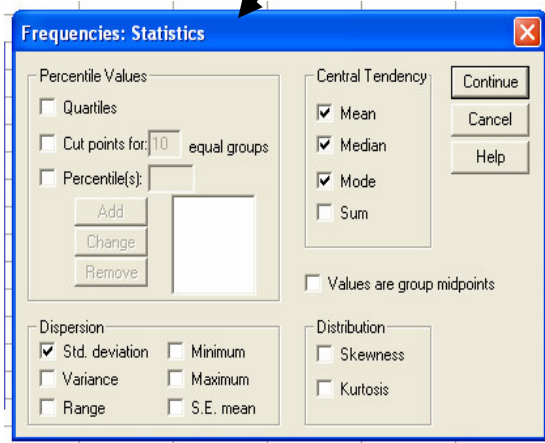 Frequencies: Statistics
Percentile Values
Quartiles
Cut points for: 10 equal groups
Percentile(s):
Add
Change
Remove
Central Tendency
Mean
Median
Mode
Sum
Continue
Cancel
Help
Values are group midpoints
Dispersion
Std. deviation Minimum
Variance Maximum
Range S.E. mean
Distribution
Skewness
Kurtosis